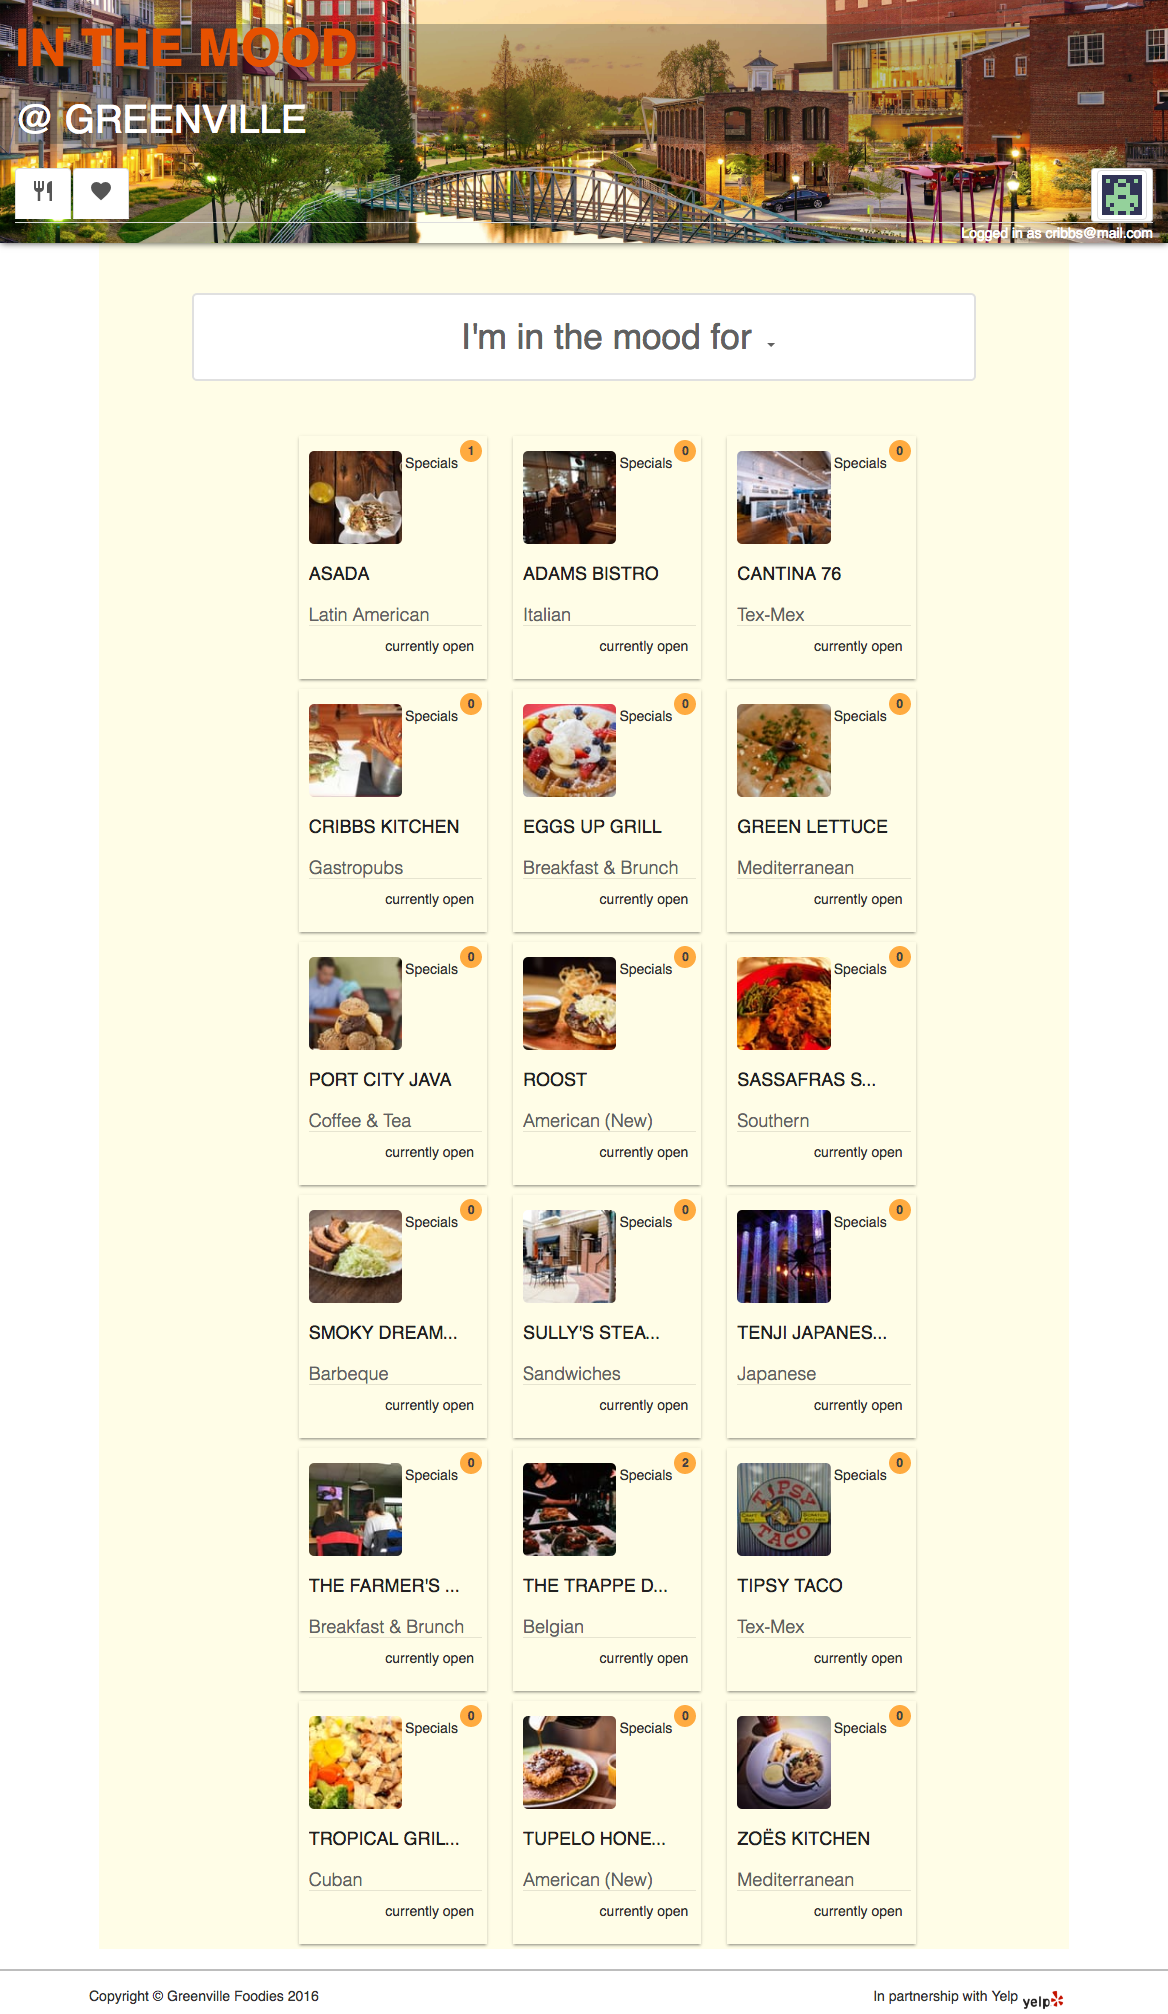 IN THE MOOD
@ GREENVILLE
Logged in as cribbs@mail.com
I'm in the mood for
Specials 1
ASADA
Latin American
currently open
Specials 0
ADAMS BISTRO
Italian
currently open
Specials 0
CANTINA 76
Tex-Mex
currently open
Specials 0
CRIBBS KITCHEN
Gastropubs
currently open
Specials 0
EGGS UP GRILL
Breakfast & Brunch
currently open
Specials 0
GREEN LETTUCE
Mediterranean
currently open
Specials 0
PORT CITY JAVA
Coffee & Tea
currently open
Specials 0
ROOST
American (New)
currently open
Specials 0
SASSAFRAS S...
Southern
currently open
Specials 0
SMOKY DREAM...
Barbeque
currently open
Specials 0
SULLY'S STEA...
Sandwiches
currently open
Specials 0
TENJI JAPANES...
Japanese
currently open
Specials 0
THE FARMER'S ...
Breakfast & Brunch
currently open
Specials 2
THE TRAPPE D...
Belgian
currently open
TIPSY
TACO
Specials 0
TIPSY TACO
Tex-Mex
currently open
Specials 0
TROPICAL GRIL...
Cuban
currently open
Specials 0
TUPELO HONE...
American (New)
currently open
Specials 0
ZOËS KITCHEN
Mediterranean
currently open
Copyright © Greenville Foodies 2016
In partnership with Yelp yelp